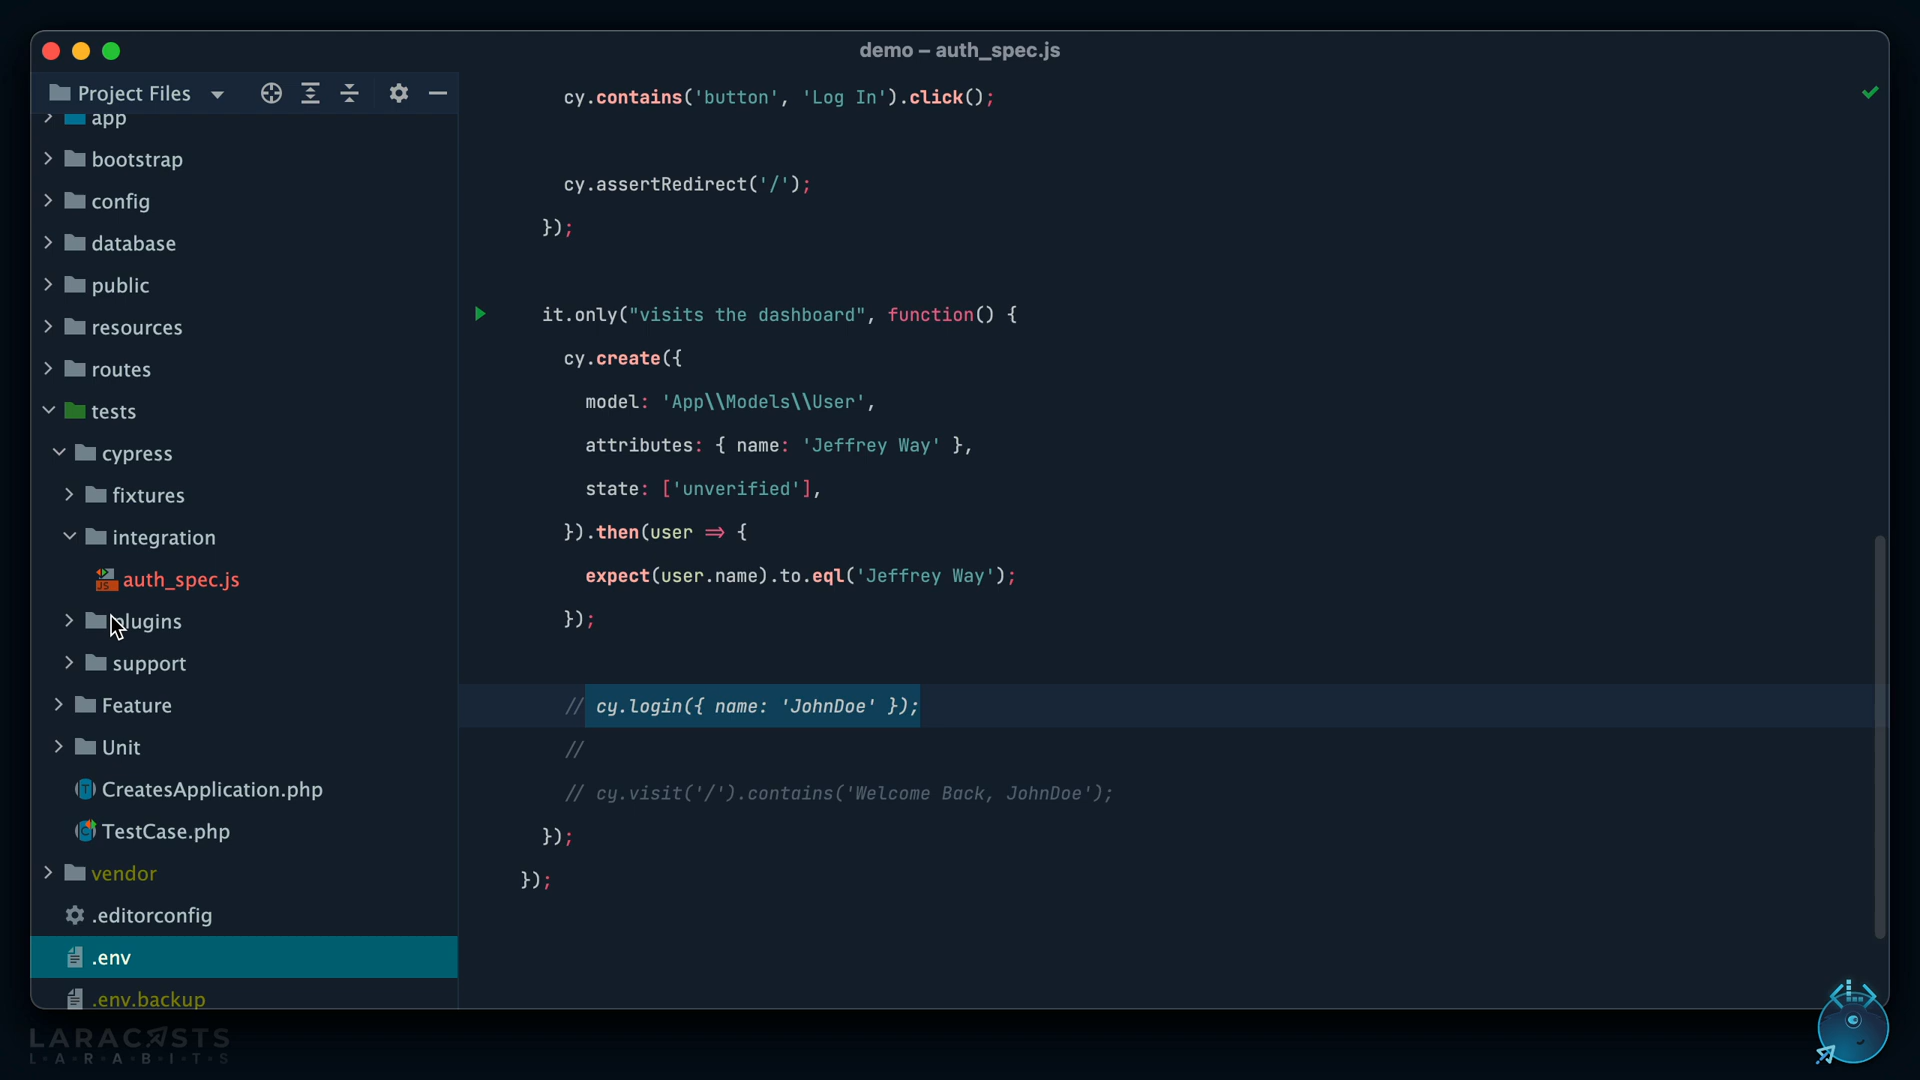 demo – auth_spec.js
Project Files
app
bootstrap
config
database
public
resources
routes
tests
cypress
fixtures
integration
JS auth_spec.js
plugins
support
Feature
Unit
CreatesApplication.php
TestCase.php
vendor
.editorconfig
.env
.env.backup
cy.contains('button', 'Log In').click();
cy.assertRedirect('/');
});
it.only("visits the dashboard", function() {
cy.create({
model: 'App\\Models\\User',
attributes: { name: 'Jeffrey Way' },
state: ['unverified'],
}).then(user => {
expect(user.name).to.eql('Jeffrey Way');
});
// cy.login({ name: 'JohnDoe' });
//
// cy.visit('/').contains('Welcome Back, JohnDoe');
});
});
LARACASTS
L·A·R·A·B·I·T·S